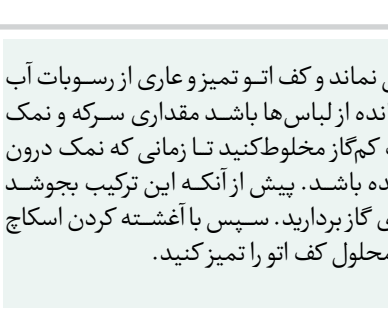 نماند و کف اتو تمیز و عاری از رسوبات آب
از لباس‌ها باشد مقداری سرکه و نمک
کم‌گاز مخلوط کنید تا زمانی که نمک درون
باشد. پیش از آنکه این ترکیب بجوشد
گاز بردارید. سپس با آغشته کردن اسکاچ
محلول کف اتو را تمیز کنید.